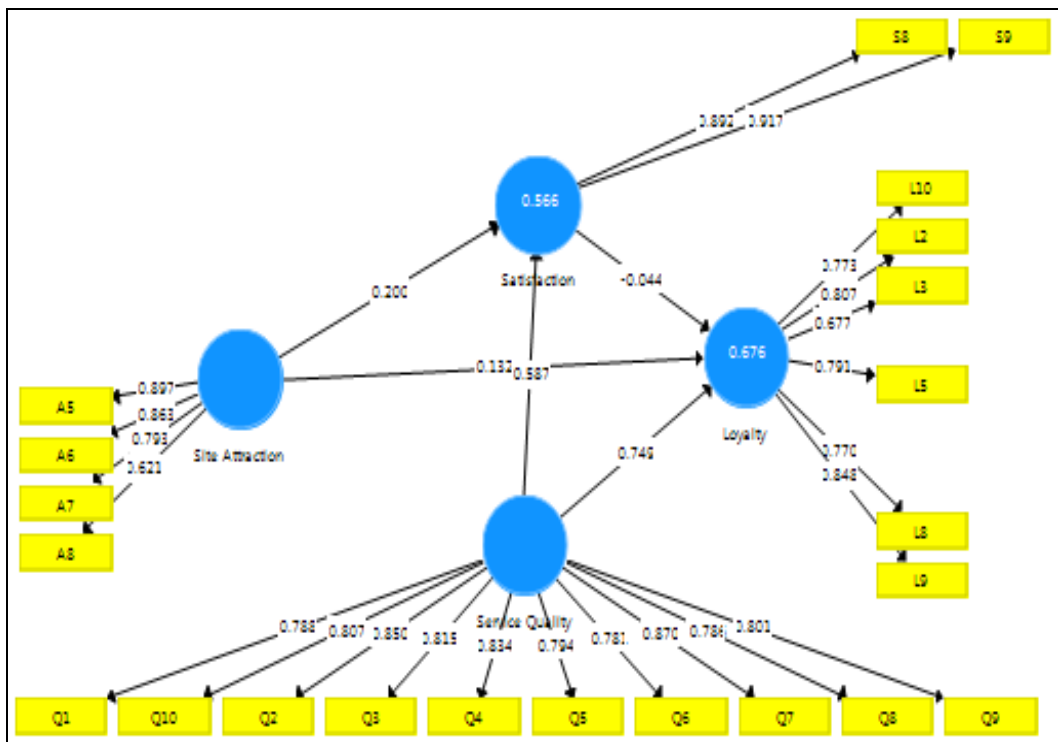 S8 S9
0.892 0.917
0.566
Satisfaction
L10
L2
L3
0.773
0.807
0.677
-0.044
0.200
0.676
0.132
0.587
0.791
L5
Loyalty
0.897
A5
0.863
0.793
A6
0.621
Site Attraction
A7
A8
0.749
0.770
0.848
L8
L9
Service Quality
0.788 0.807 0.850 0.815 0.834 0.794 0.781 0.870 0.801
Q1 Q10 Q2 Q3 Q4 Q5 Q6 Q7 Q8 Q9